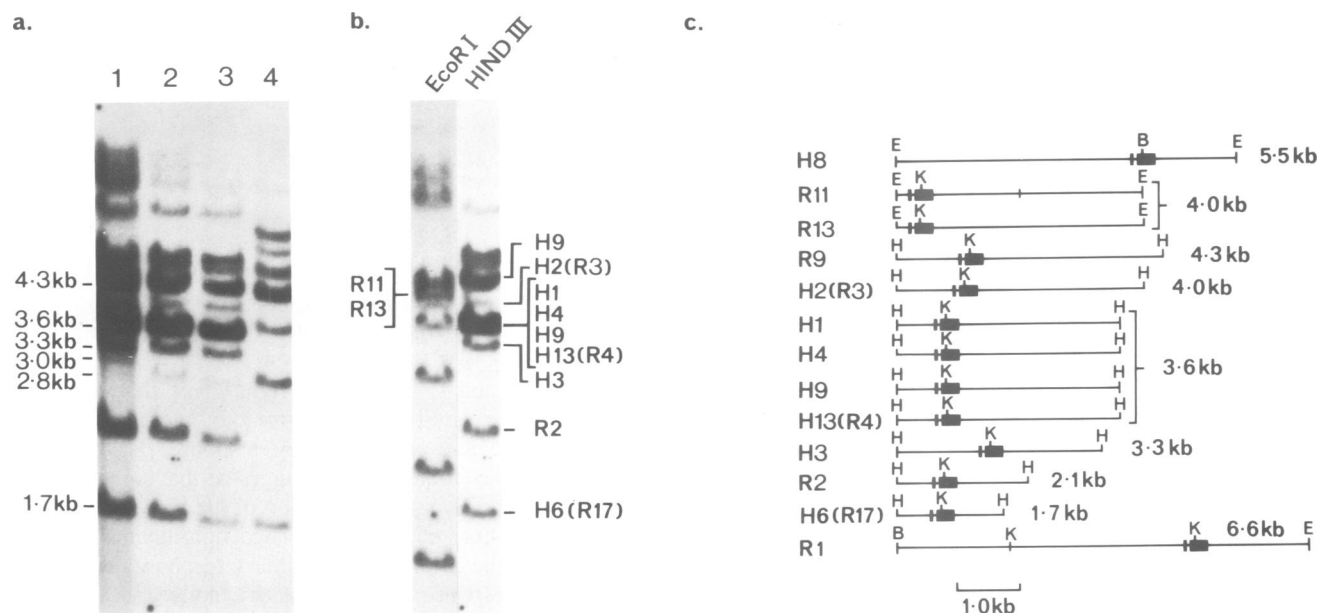 a.
1 2 3 4
4·3kb
3·6kb
3·3kb
3·0kb
2·8kb
1·7kb
b.
EcoRI
HIND III
R11
R13
H9
H2(R3)
H1
H4
H9
H13(R4)
H3
R2
H6(R17)
c.
E B E
H8 5·5kb
E K E
R11
4·0kb
E K E
R13
H K H
R9 4·3kb
H K H
H2(R3) 4·0kb
H K H
H1
H K H
H4
3·6kb
H K H
H9
H K H
H13(R4)
H K H
H3 3·3kb
H K H
R2 2·1kb
H K H
H6(R17) 1·7kb
B K K 6·6kb E
R1
1·0kb